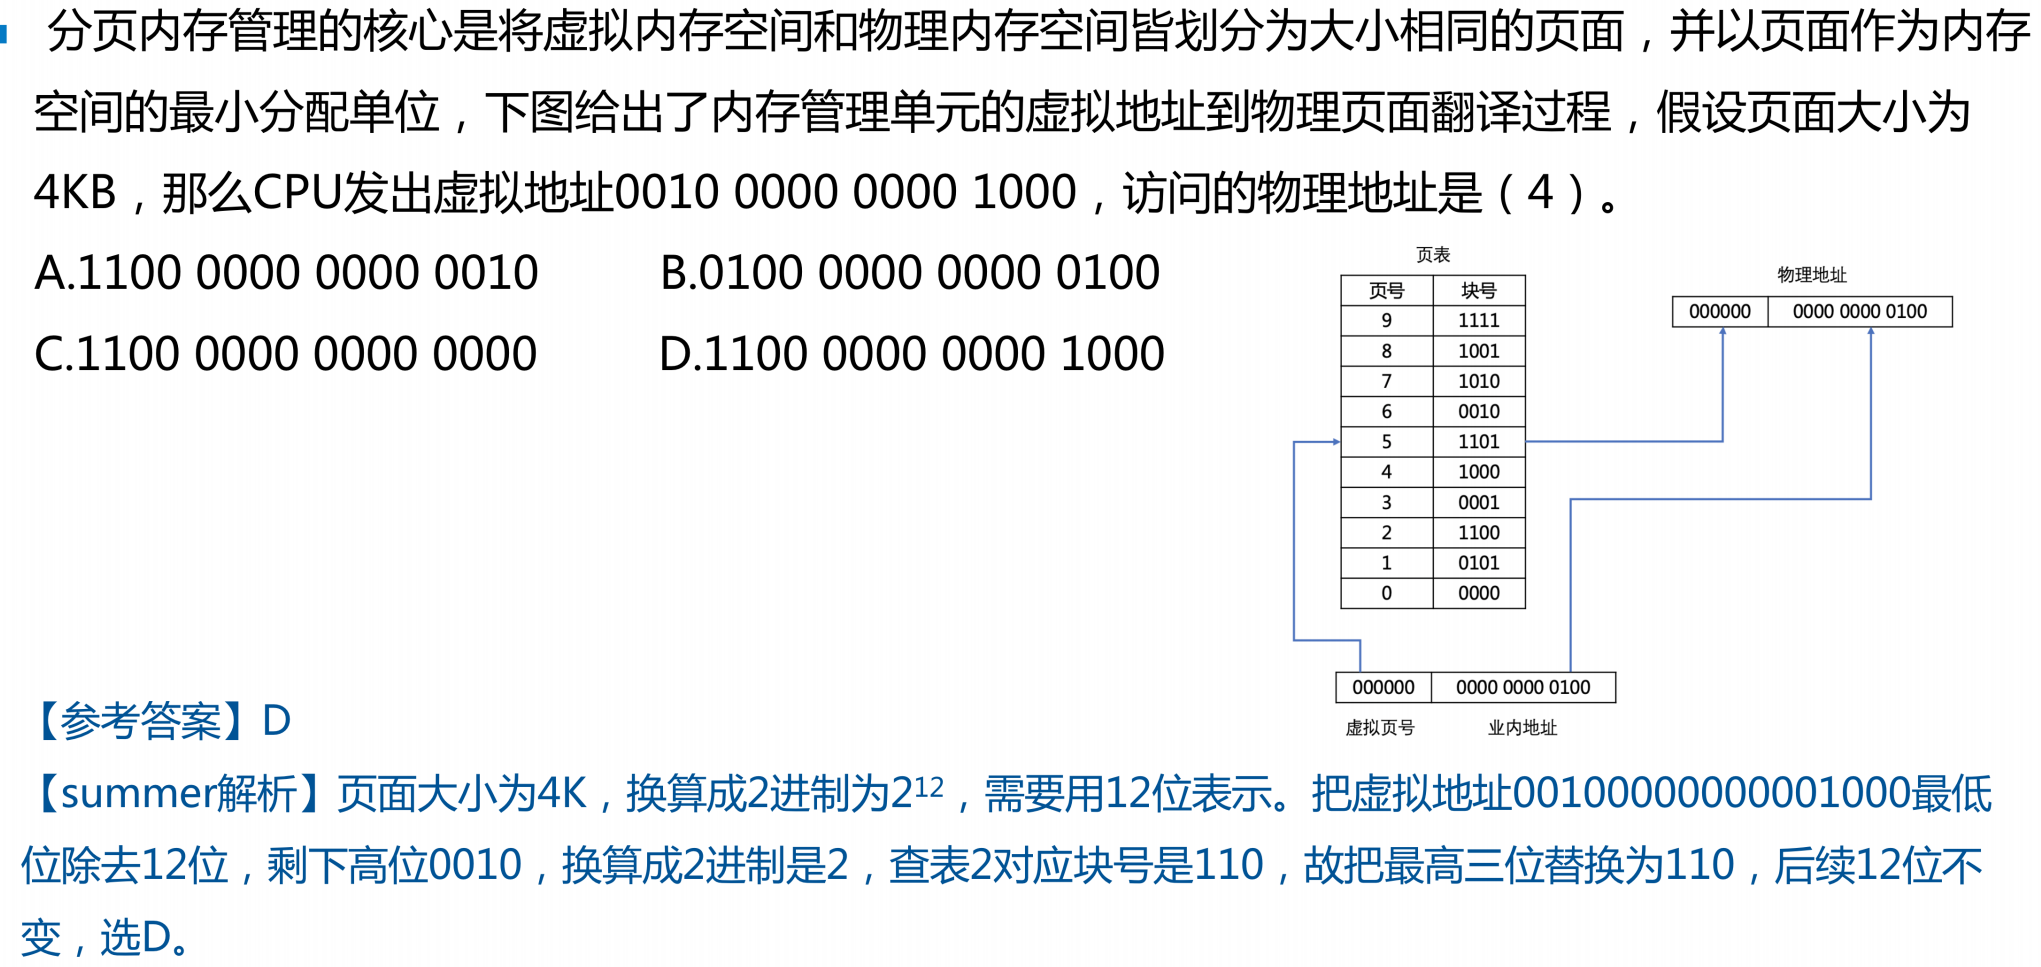 分页内存管理的核心是将虚拟内存空间和物理内存空间皆划分为大小相同的页面，并以页面作为内存
空间的最小分配单位，下图给出了内存管理单元的虚拟地址到物理页面翻译过程，假设页面大小为
4KB，那么CPU发出虚拟地址0010 0000 0000 1000，访问的物理地址是（4）。
A.1100 0000 0000 0010 B.0100 0000 0000 0100
C.1100 0000 0000 0000 D.1100 0000 0000 1000
页表
页号 块号
9 1111
8 1001
7 1010
6 0010
5 1101
4 1000
3 0001
2 1100
1 0101
0 0000
物理地址
000000 0000 0000 0100
000000 0000 0000 0100
虚拟页号 业内地址
【参考答案】D
【summer解析】页面大小为4K，换算成2进制为2¹²，需要用12位表示。把虚拟地址001000000000001000最低
位除去12位，剩下高位0010，换算成2进制是2，查表2对应块号是110，故把最高三位替换为110，后续12位不
变，选D。